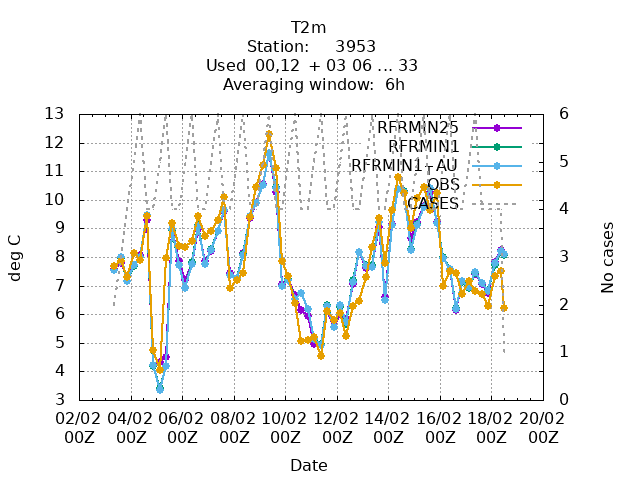 T2m
Station: 3953
Used 00,12 + 03 06 ... 33
Averaging window: 6h
13
12
11
10
9
8
7
6
5
4
3
deg C
6
5
4
3
2
1
0
No cases
RFRMIN25
RFRMIN1
RFRMIN1-AU
OBS
CASES
02/02 04/02 06/02 08/02 10/02 12/02 14/02 16/02 18/02 20/02
00Z 00Z 00Z 00Z 00Z 00Z 00Z 00Z 00Z 00Z
Date